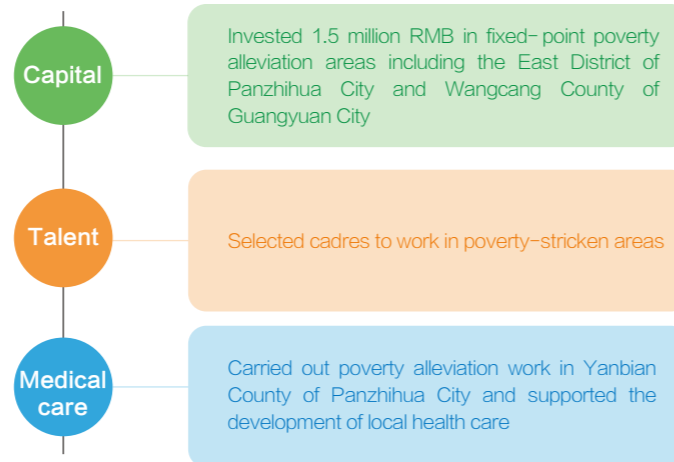 Capital
Invested 1.5 million RMB in fixed-point poverty
alleviation areas including the East District of
Panzhihua City and Wangcang County of
Guangyuan City
Talent
Selected cadres to work in poverty-stricken areas
Medical
care
Carried out poverty alleviation work in Yanbian
County of Panzhihua City and supported the
development of local health care